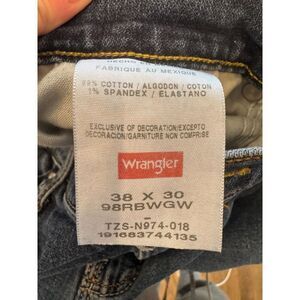 HECHO
FABRIQUE AU MEXIQUE
99% COTTON / ALGODON / COTON
1% SPANDEX / ELASTANO
EXCLUSIVE OF DECORATION/EXCEPTO
DECORACION/GARNITURE NON COMPRISE
Wrangler
38 X 30
98RBWGW
-
TZS-N974-018
191683744135